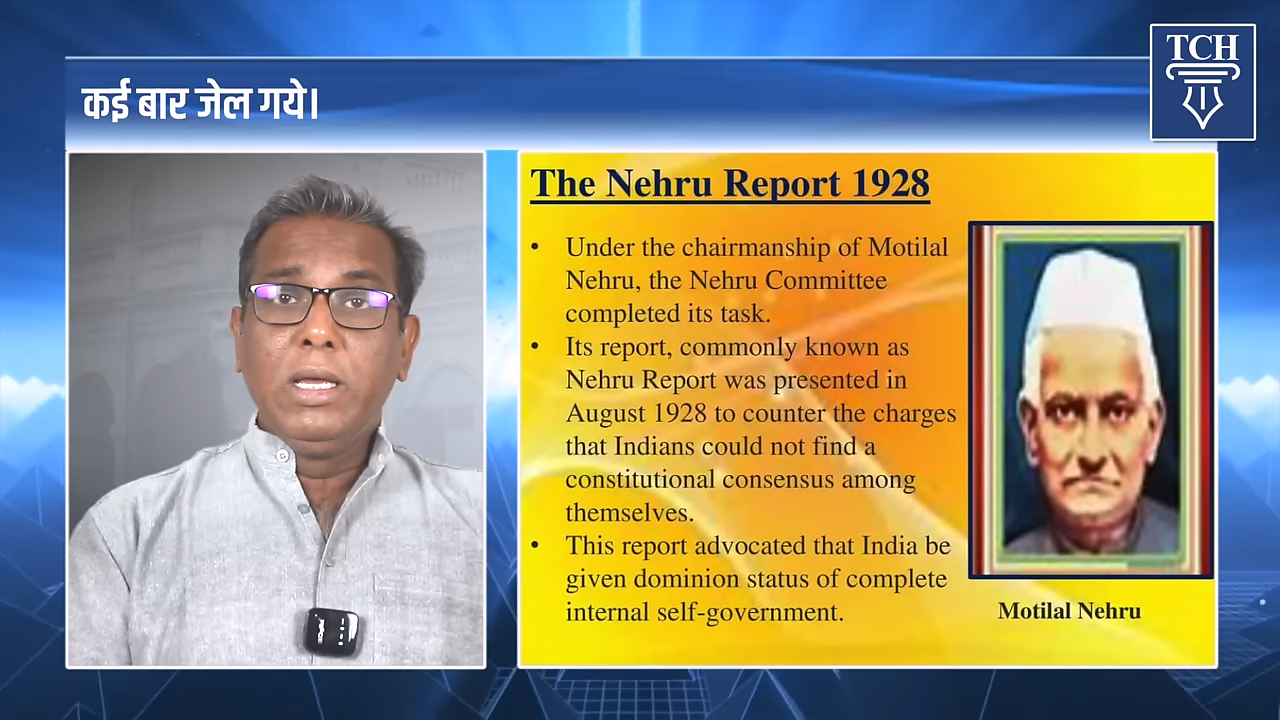 TCH
कई बार जेल गये।
The Nehru Report 1928
• Under the chairmanship of Motilal
Nehru, the Nehru Committee
completed its task.
• Its report, commonly known as
Nehru Report was presented in
August 1928 to counter the charges
that Indians could not find a
constitutional consensus among
themselves.
• This report advocated that India be
given dominion status of complete
internal self-government.
Motilal Nehru